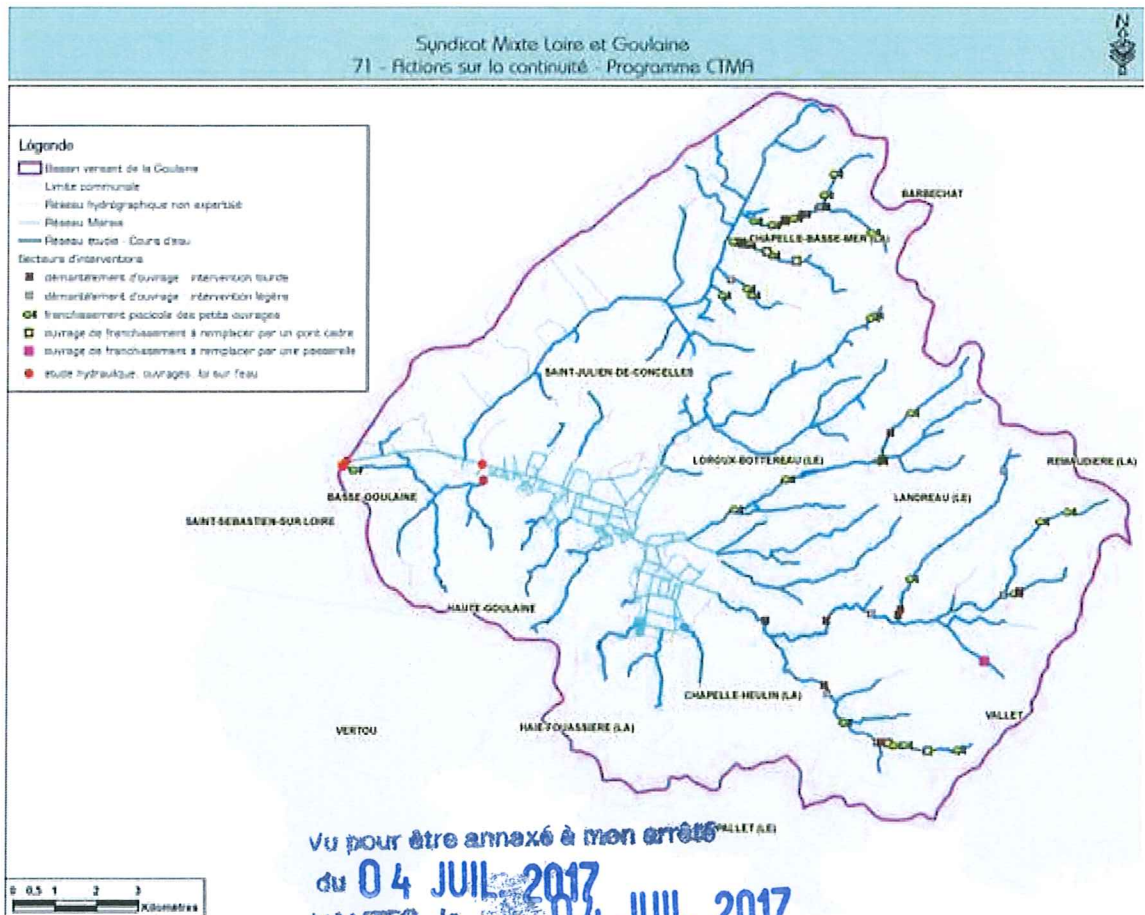 Syndicat Mixte Loire et Goulaine
71 - Actions sur la continuité - Programme CTMA
N
Légende
Bassin versant de la Goulaine
Limite communale
Réseau hydrographique non expertisé
Réseau Marais
Réseau étudié - Cours d'eau
Secteurs d'interventions
démantèlement d'ouvrage : intervention lourde
démantèlement d'ouvrage : intervention légère
franchissement piscicole des petits ouvrages
ouvrage de franchissement à remplacer par un pont cadre
ouvrage de franchissement à remplacer par une passerelle
étude hydraulique, ouvrages, loi sur l'eau
BARBECHAT
CHAPELLE-BASSE-MER (LA)
SAINT-JULIEN-DE-CONCELLES
LOROUX-BOTTEREAU (LE)
REMAUDIERE (LA)
LANDREAU (LE)
BASSE-GOULAINE
SAINT-SEBASTIEN-SUR-LOIRE
HAUTE-GOULAINE
CHAPELLE-HEULIN (LA)
VALLET
VERTOU
HAIE-FOUASSIERE (LA)
PALLET (LE)
Vu pour être annexé à mon arrêté
du 04 JUIL. 2017
04 JUIL. 2017
0 0.5 1 2 3
Kilomètres